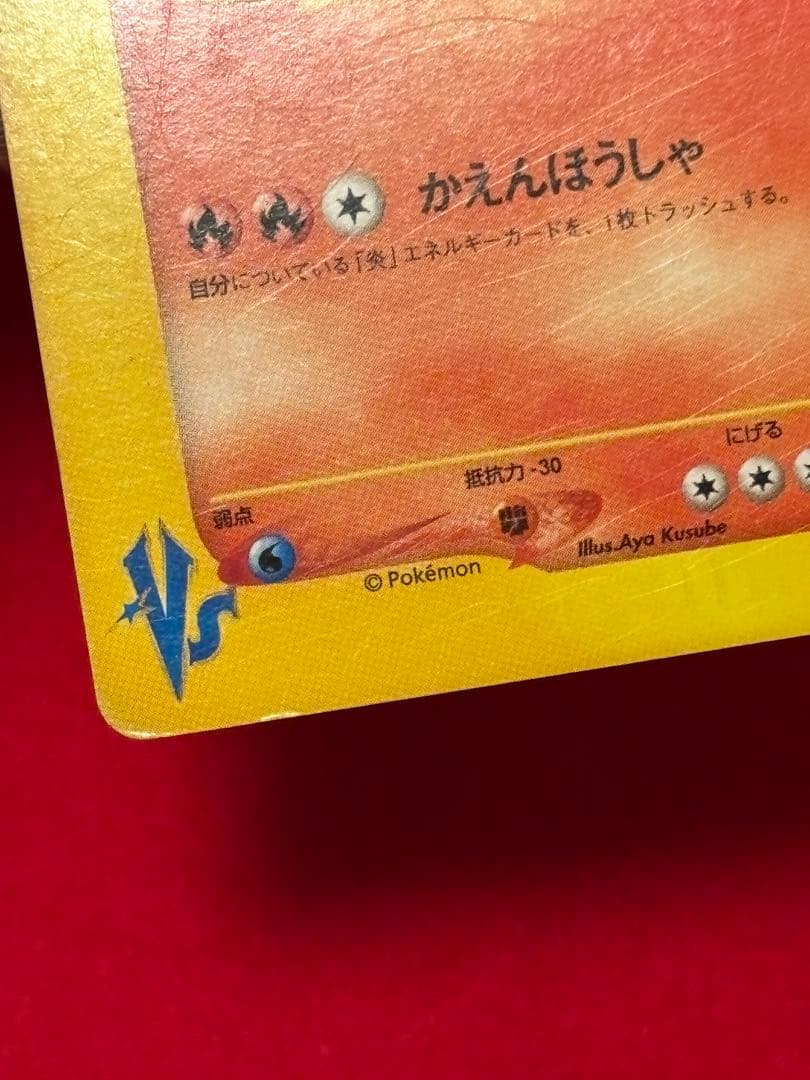 かえんほうしゃ
自分についている「炎」エネルギーカードを、1枚トラッシュする。
にげる
抵抗力 -30
弱点
Illus.Aya Kusube
© Pokémon
VS